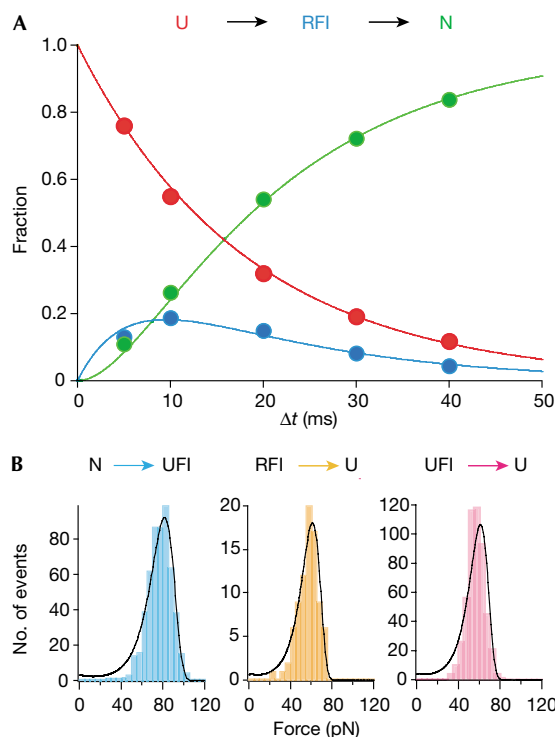 A
U → RFI → N
1.0
0.8
0.6
0.4
0.2
0
Fraction
0 10 20 30 40 50
Δt (ms)
B
N → UFI
RFI → U
UFI → U
No. of events
80
60
40
20
0
20
15
10
5
0
120
100
80
60
40
20
0
0 40 80 120
0 40 80 120
0 40 80 120
Force (pN)